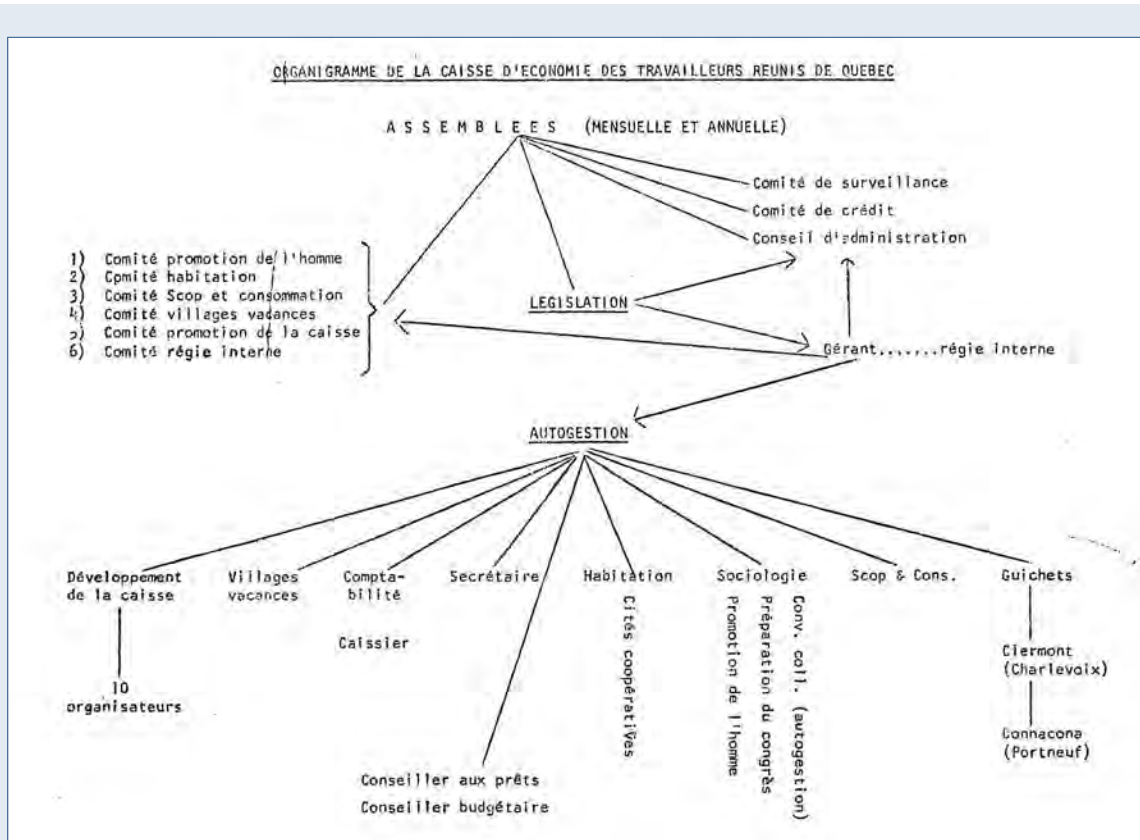 ORGANIGRAMME DE LA CAISSE D'ECONOMIE DES TRAVAILLEURS REUNIS DE QUEBEC
A S S E M B L E E S (MENSUELLE ET ANNUELLE)
Comité de surveillance
Comité de crédit
Conseil d'administration
1) Comité promotion de l'homme
2) Comité habitation
3) Comité Scop et consommation
4) Comité villages vacances
5) Comité promotion de la caisse
6) Comité régie interne
LEGISLATION
Gérant.......régie interne
AUTOGESTION
Développement
de la caisse
10
organisateurs
Villages
vacances
Compta-
bilité
Caissier
Secrétaire
Conseiller aux prêts
Conseiller budgétaire
Habitation
Cités coopératives
Sociologie
Conv. coll. (autogestion)
Préparation du congrès
Promotion de l'homme
Scop & Cons.
Guichets
Clermont
(Charlevoix)
Donnacona
(Portneuf)